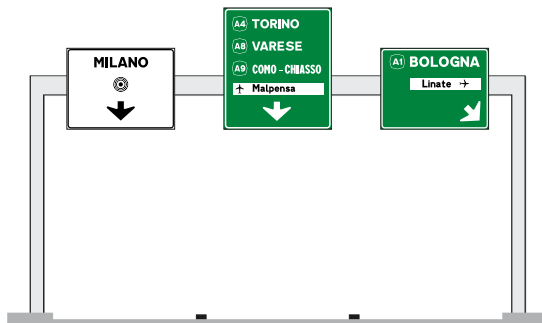 MILANO
A4 TORINO
A8 VARESE
A9 COMO - CHIASSO
Malpensa
A1 BOLOGNA
Linate